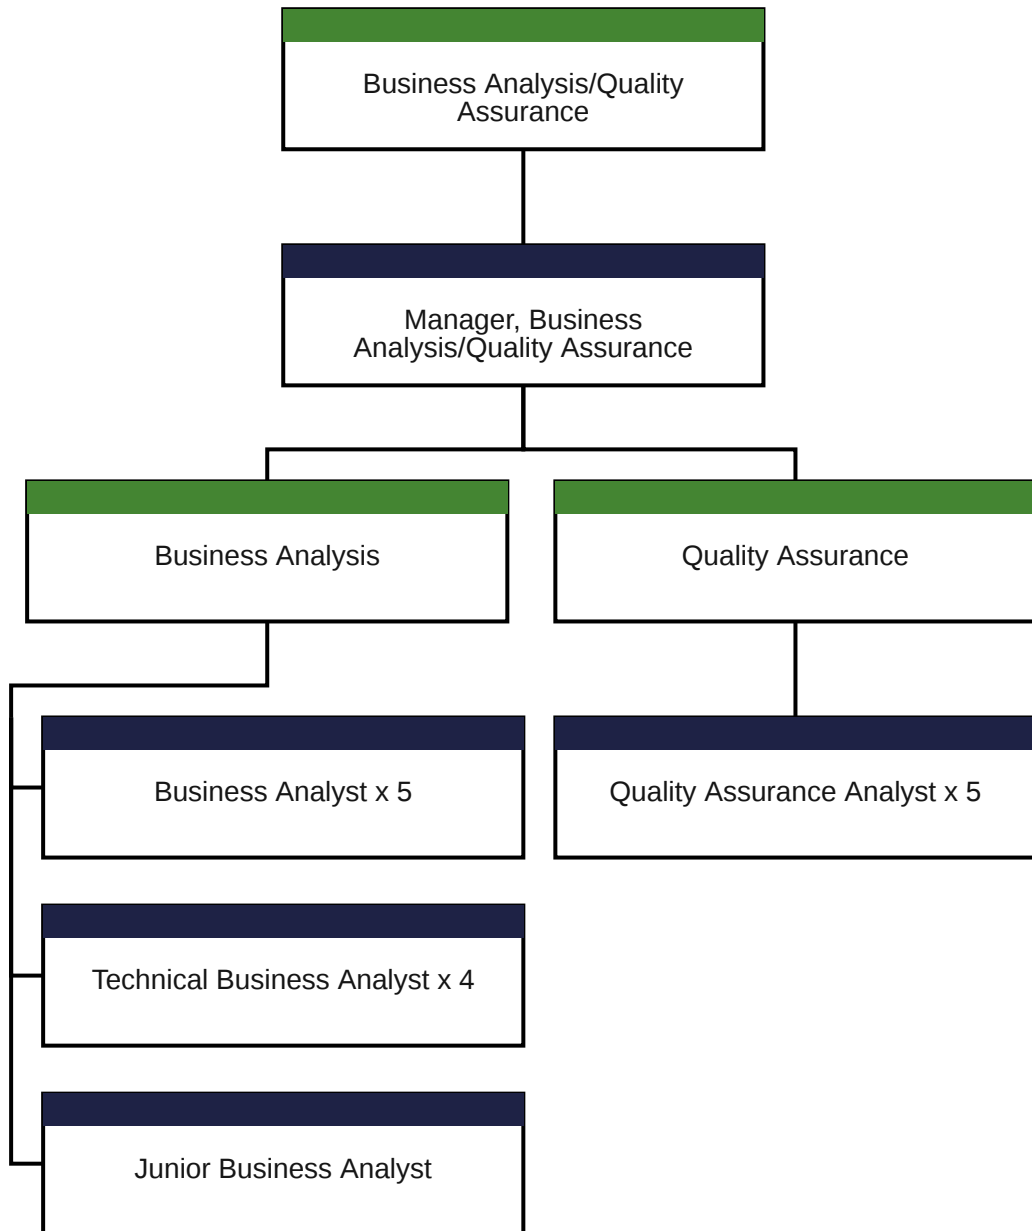 Business Analysis/Quality
Assurance
Manager, Business
Analysis/Quality Assurance
Business Analysis
Quality Assurance
Business Analyst x 5
Quality Assurance Analyst x 5
Technical Business Analyst x 4
Junior Business Analyst